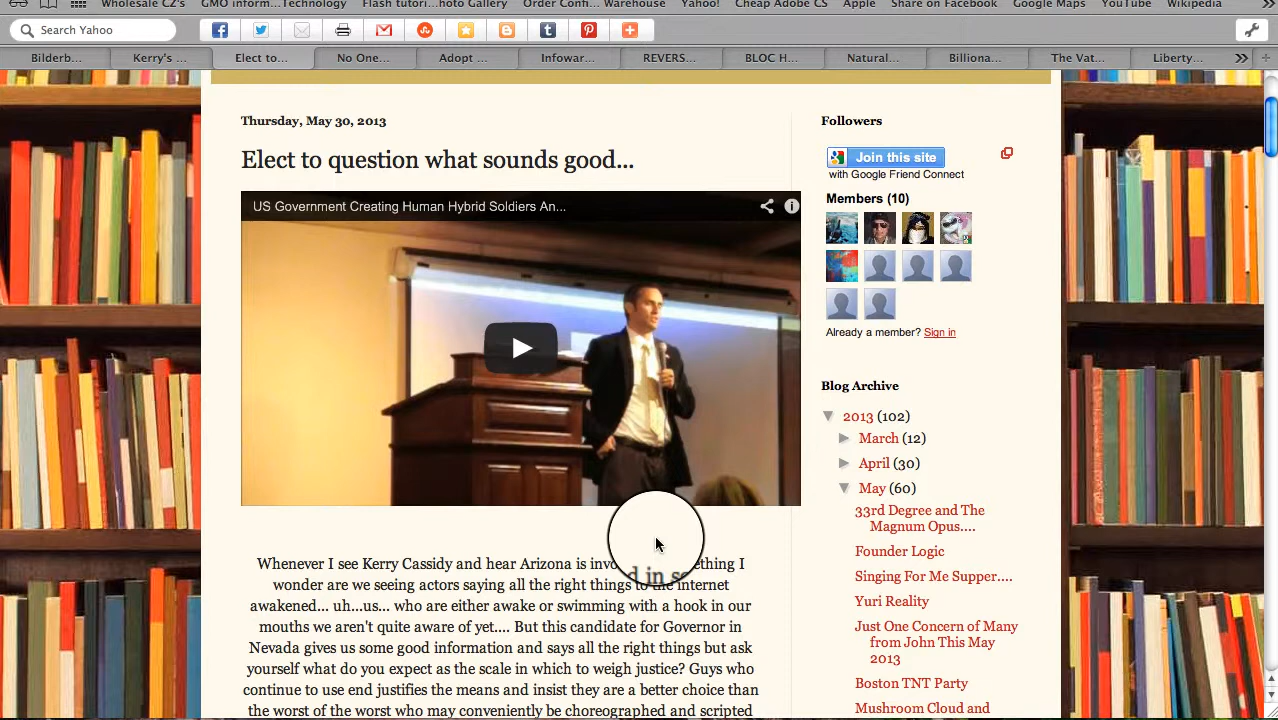 Wholesale CZ's GMO inform...Technology Flash tutori...hoto Gallery Order Conf... Warehouse Yahoo! Cheap Adobe CS Apple Share on Facebook Google Maps YouTube Wikipedia
Search Yahoo
Bilderb... Kerry's ... Elect to... No One... Adopt ... Infowar... REVERS... BLOC H... Natural... Billiona... The Vat... Liberty...
Thursday, May 30, 2013
Elect to question what sounds good...
US Government Creating Human Hybrid Soldiers An...
Whenever I see Kerry Cassidy and hear Arizona is invo d in so ething I
wonder are we seeing actors saying all the right things to the internet
awakened... uh...us... who are either awake or swimming with a hook in our
mouths we aren't quite aware of yet.... But this candidate for Governor in
Nevada gives us some good information and says all the right things but ask
yourself what do you expect as the scale in which to weigh justice? Guys who
continue to use end justifies the means and insist they are a better choice than
the worst of the worst who may conveniently be choreographed and scripted
Followers
Join this site
with Google Friend Connect
Members (10)
Already a member? Sign in
Blog Archive
▼ 2013 (102)
► March (12)
► April (30)
▼ May (60)
33rd Degree and The
Magnum Opus....
Founder Logic
Singing For Me Supper....
Yuri Reality
Just One Concern of Many
from John This May
2013
Boston TNT Party
Mushroom Cloud and